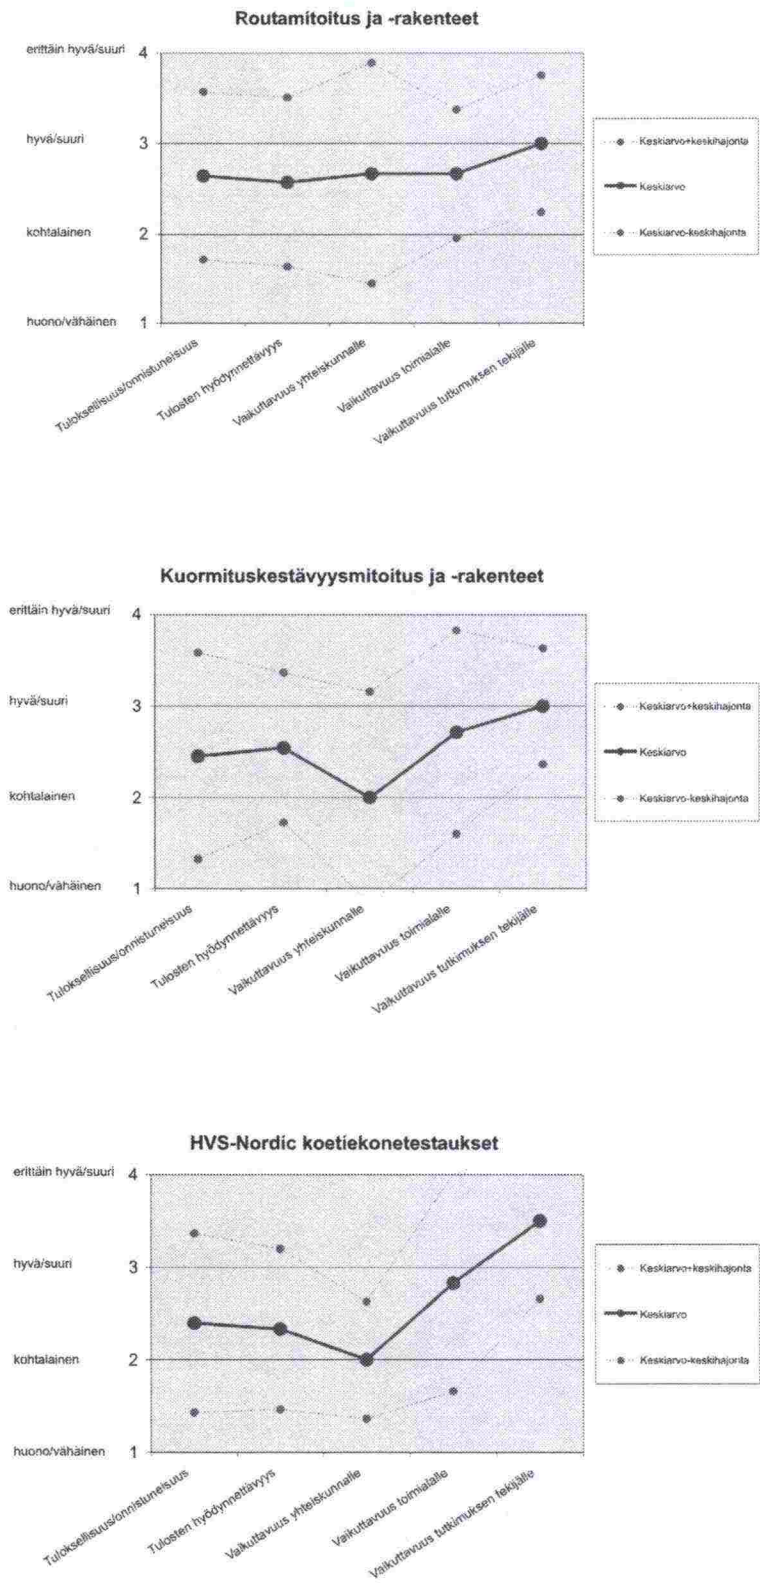 Routamitoitus ja -rakenteet
erittäin hyvä/suuri 4
hyvä/suuri 3
kohtalainen 2
huono/vähäinen 1
Tuloksellisuus/onnistuneisuus
Tulosten hyödynnettävyys
Vaikuttavuus yhteiskunnalle
Vaikuttavuus toimialalle
Vaikuttavuus tutkimuksen tekijälle
Keskiarvo+keskihajonta
Keskiarvo
Keskiarvo-keskihajonta
Kuormituskestävyysmitoitus ja -rakenteet
erittäin hyvä/suuri 4
hyvä/suuri 3
kohtalainen 2
huono/vähäinen 1
Tuloksellisuus/onnistuneisuus
Tulosten hyödynnettävyys
Vaikuttavuus yhteiskunnalle
Vaikuttavuus toimialalle
Vaikuttavuus tutkimuksen tekijälle
Keskiarvo+keskihajonta
Keskiarvo
Keskiarvo-keskihajonta
HVS-Nordic koetiekonetestaukset
erittäin hyvä/suuri 4
hyvä/suuri 3
kohtalainen 2
huono/vähäinen 1
Tuloksellisuus/onnistuneisuus
Tulosten hyödynnettävyys
Vaikuttavuus yhteiskunnalle
Vaikuttavuus toimialalle
Vaikuttavuus tutkimuksen tekijälle
Keskiarvo+keskihajonta
Keskiarvo
Keskiarvo-keskihajonta